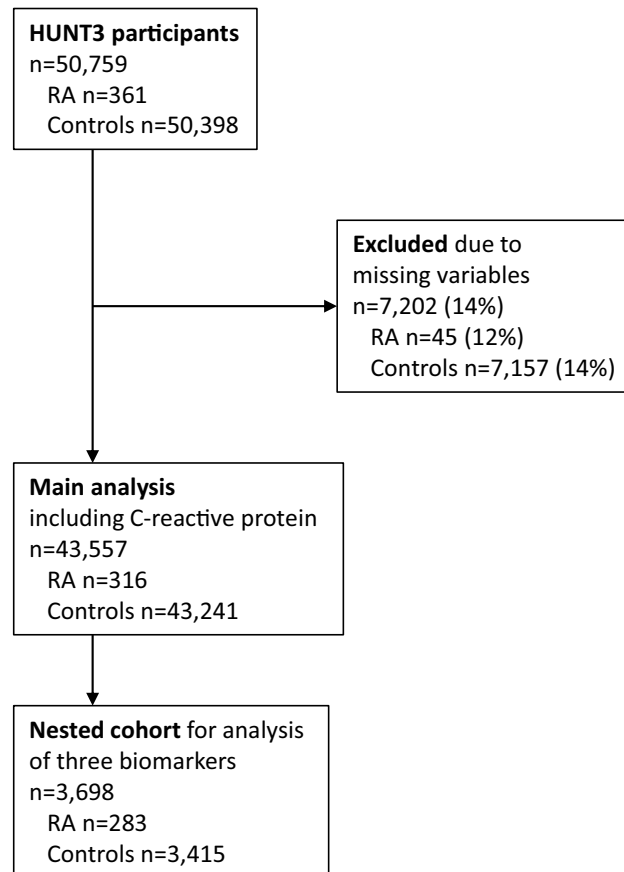 HUNT3 participants
n=50,759
RA n=361
Controls n=50,398
Excluded due to
missing variables
n=7,202 (14%)
RA n=45 (12%)
Controls n=7,157 (14%)
Main analysis
including C-reactive protein
n=43,557
RA n=316
Controls n=43,241
Nested cohort for analysis
of three biomarkers
n=3,698
RA n=283
Controls n=3,415